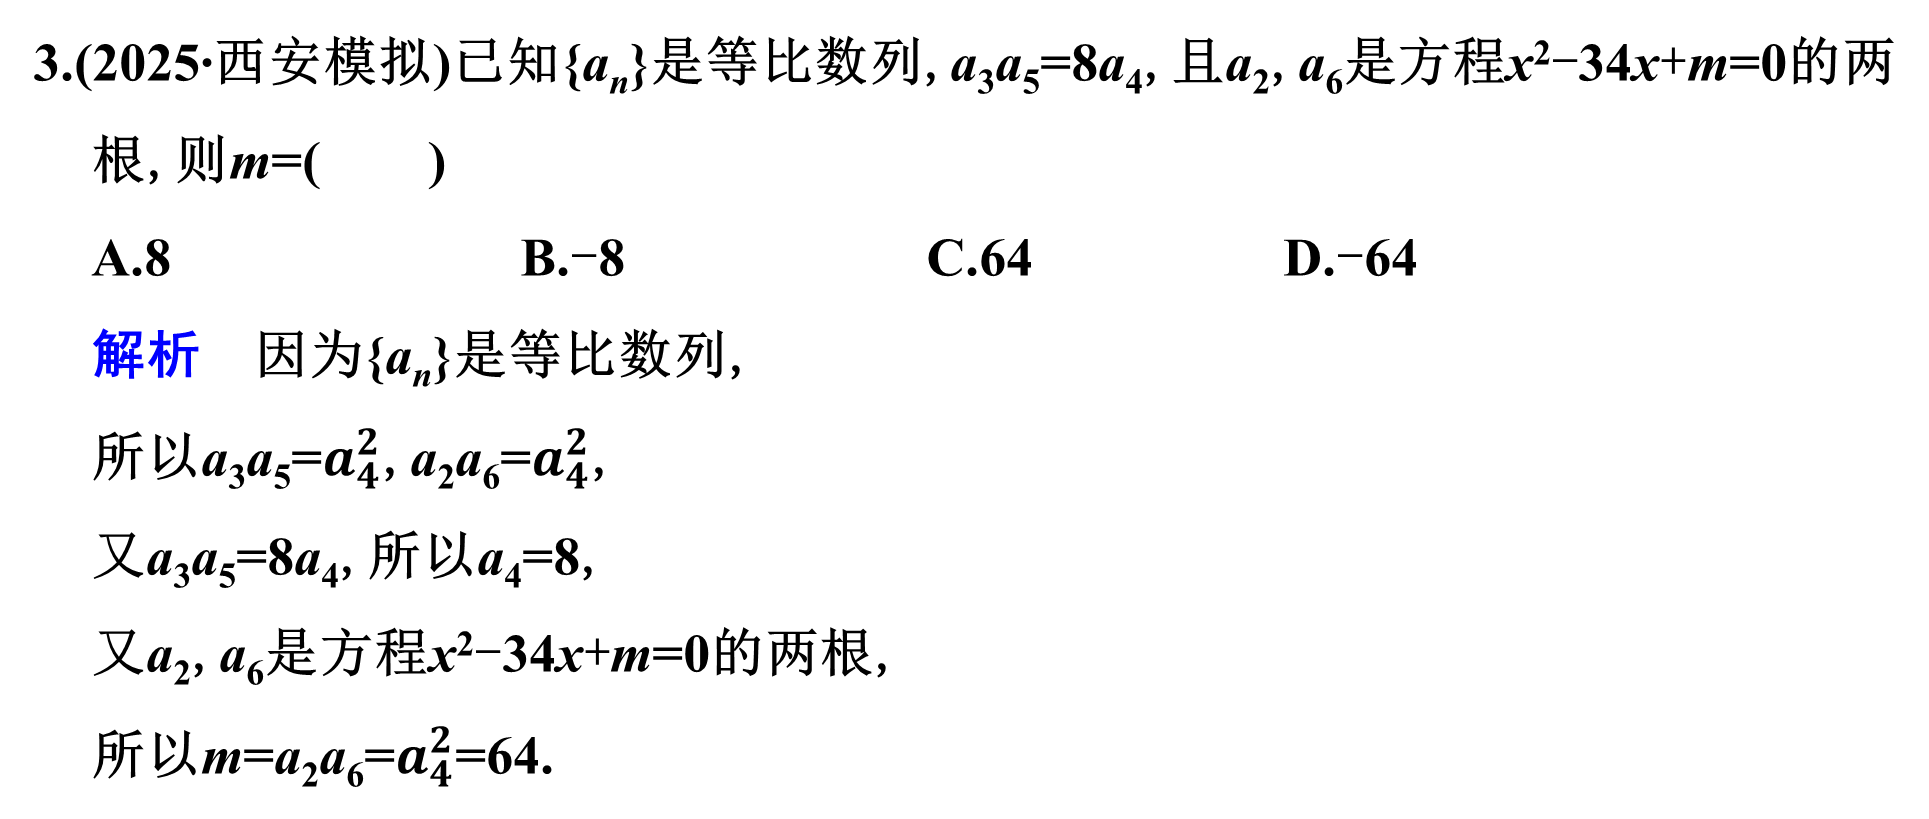 3.(2025·西安模拟)已知{aₙ}是等比数列, a₃a₅=8a₄, 且a₂, a₆是方程x²−34x+m=0的两
根, 则m=(　　)
A.8　　B.−8　　C.64　　D.−64
解析　因为{aₙ}是等比数列,
所以a₃a₅=a₄², a₂a₆=a₄²,
又a₃a₅=8a₄, 所以a₄=8,
又a₂, a₆是方程x²−34x+m=0的两根,
所以m=a₂a₆=a₄²=64.